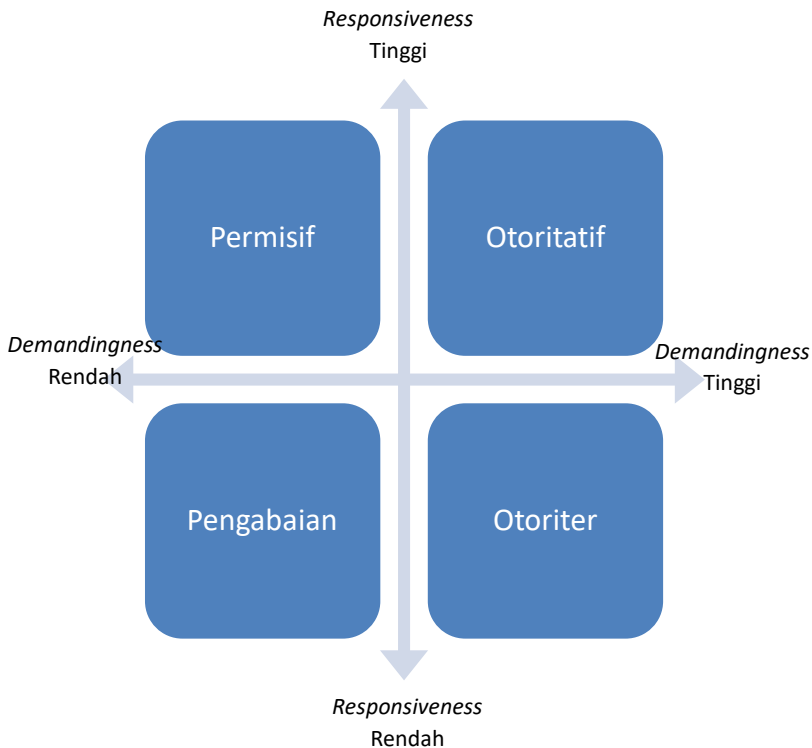 Responsiveness
Tinggi
Permisif
Otoritatif
Demandingness
Rendah
Demandingness
Tinggi
Pengabaian
Otoriter
Responsiveness
Rendah